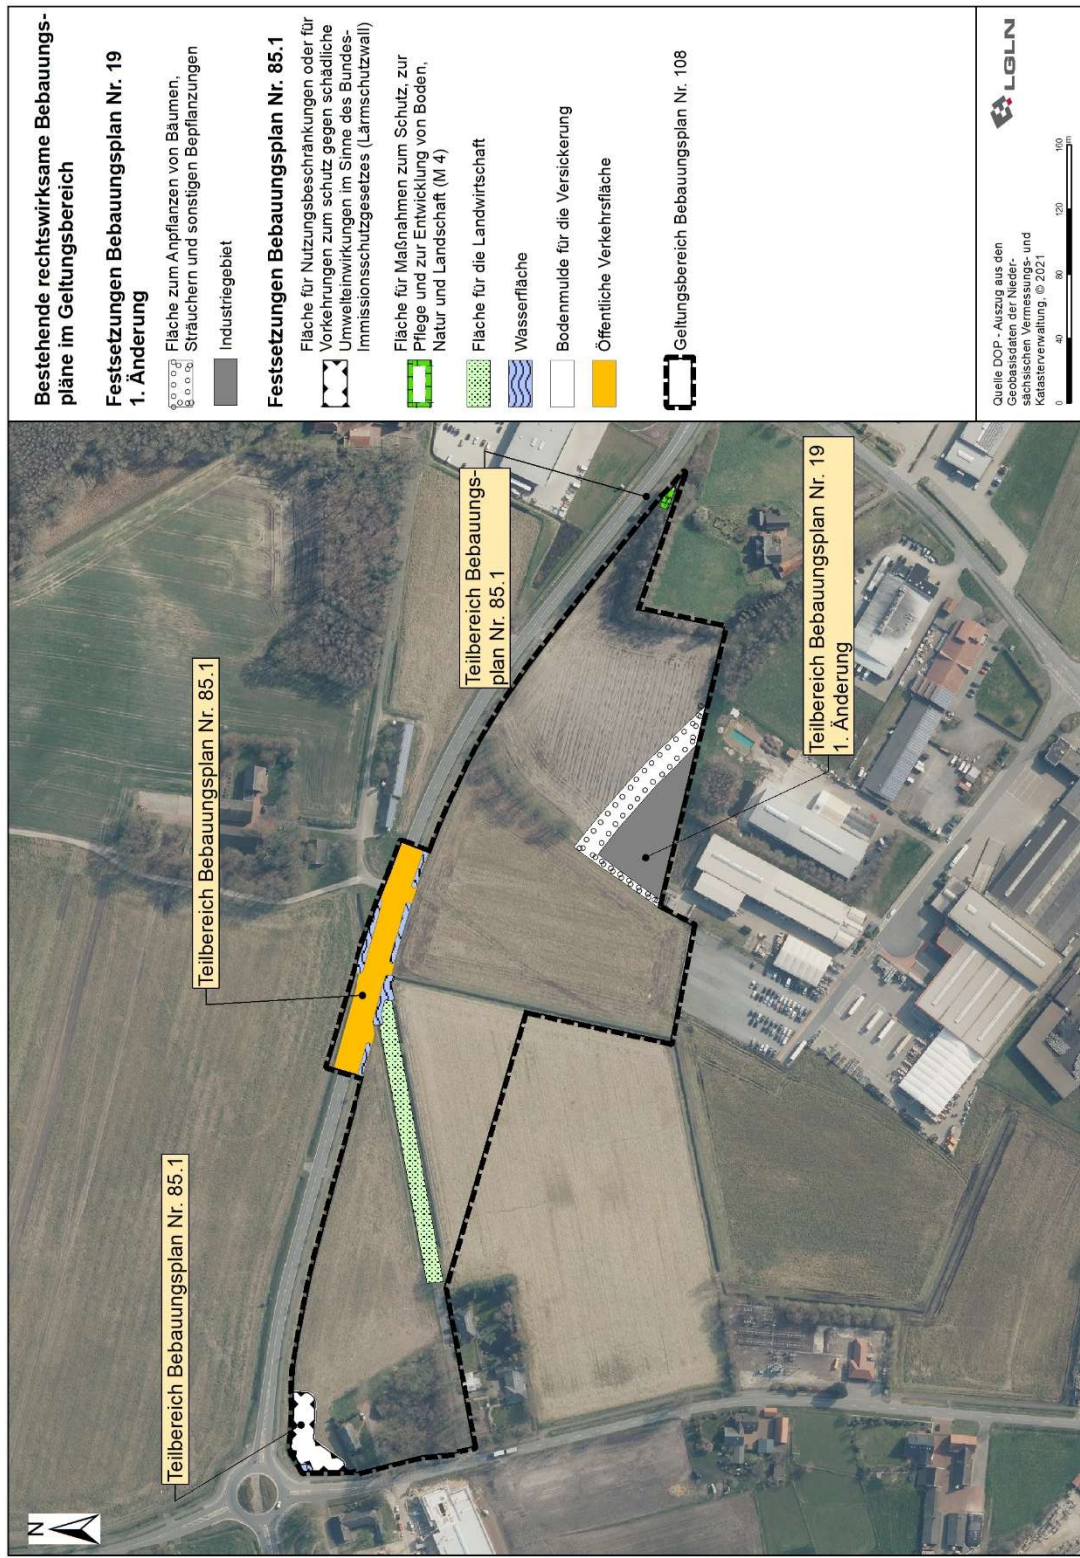 Bestehende rechtswirksame Bebauungs-
pläne im Geltungsbereich
Festsetzungen Bebauungsplan Nr. 19
1. Änderung
Fläche zum Anpflanzen von Bäumen,
Sträuchern und sonstigen Bepflanzungen
Industriegebiet
Festsetzungen Bebauungsplan Nr. 85.1
Fläche für Nutzungsbeschränkungen oder für
Vorkehrungen zum schutz gegen schädliche
Umwelteinwirkungen im Sinne des Bundes-
Immissionsschutzgesetzes (Lärmschutzwall)
Fläche für Maßnahmen zum Schutz, zur
Pflege und zur Entwicklung von Boden,
Natur und Landschaft (M 4)
Fläche für die Landwirtschaft
Wasserfläche
Bodenmulde für die Versickerung
Öffentliche Verkehrsfläche
Geltungsbereich Bebauungsplan Nr. 108
Quelle DOP - Auszug aus den
Geobasisdaten der Nieder-
sächsischen Vermessungs- und
Katasterverwaltung, © 2021
LGLN
0 40 80 120 160
m
N
Teilbereich Bebauungsplan Nr. 85.1
Teilbereich Bebauungsplan Nr. 85.1
Teilbereich Bebauungs-
plan Nr. 85.1
Teilbereich Bebauungsplan Nr. 19
1. Änderung